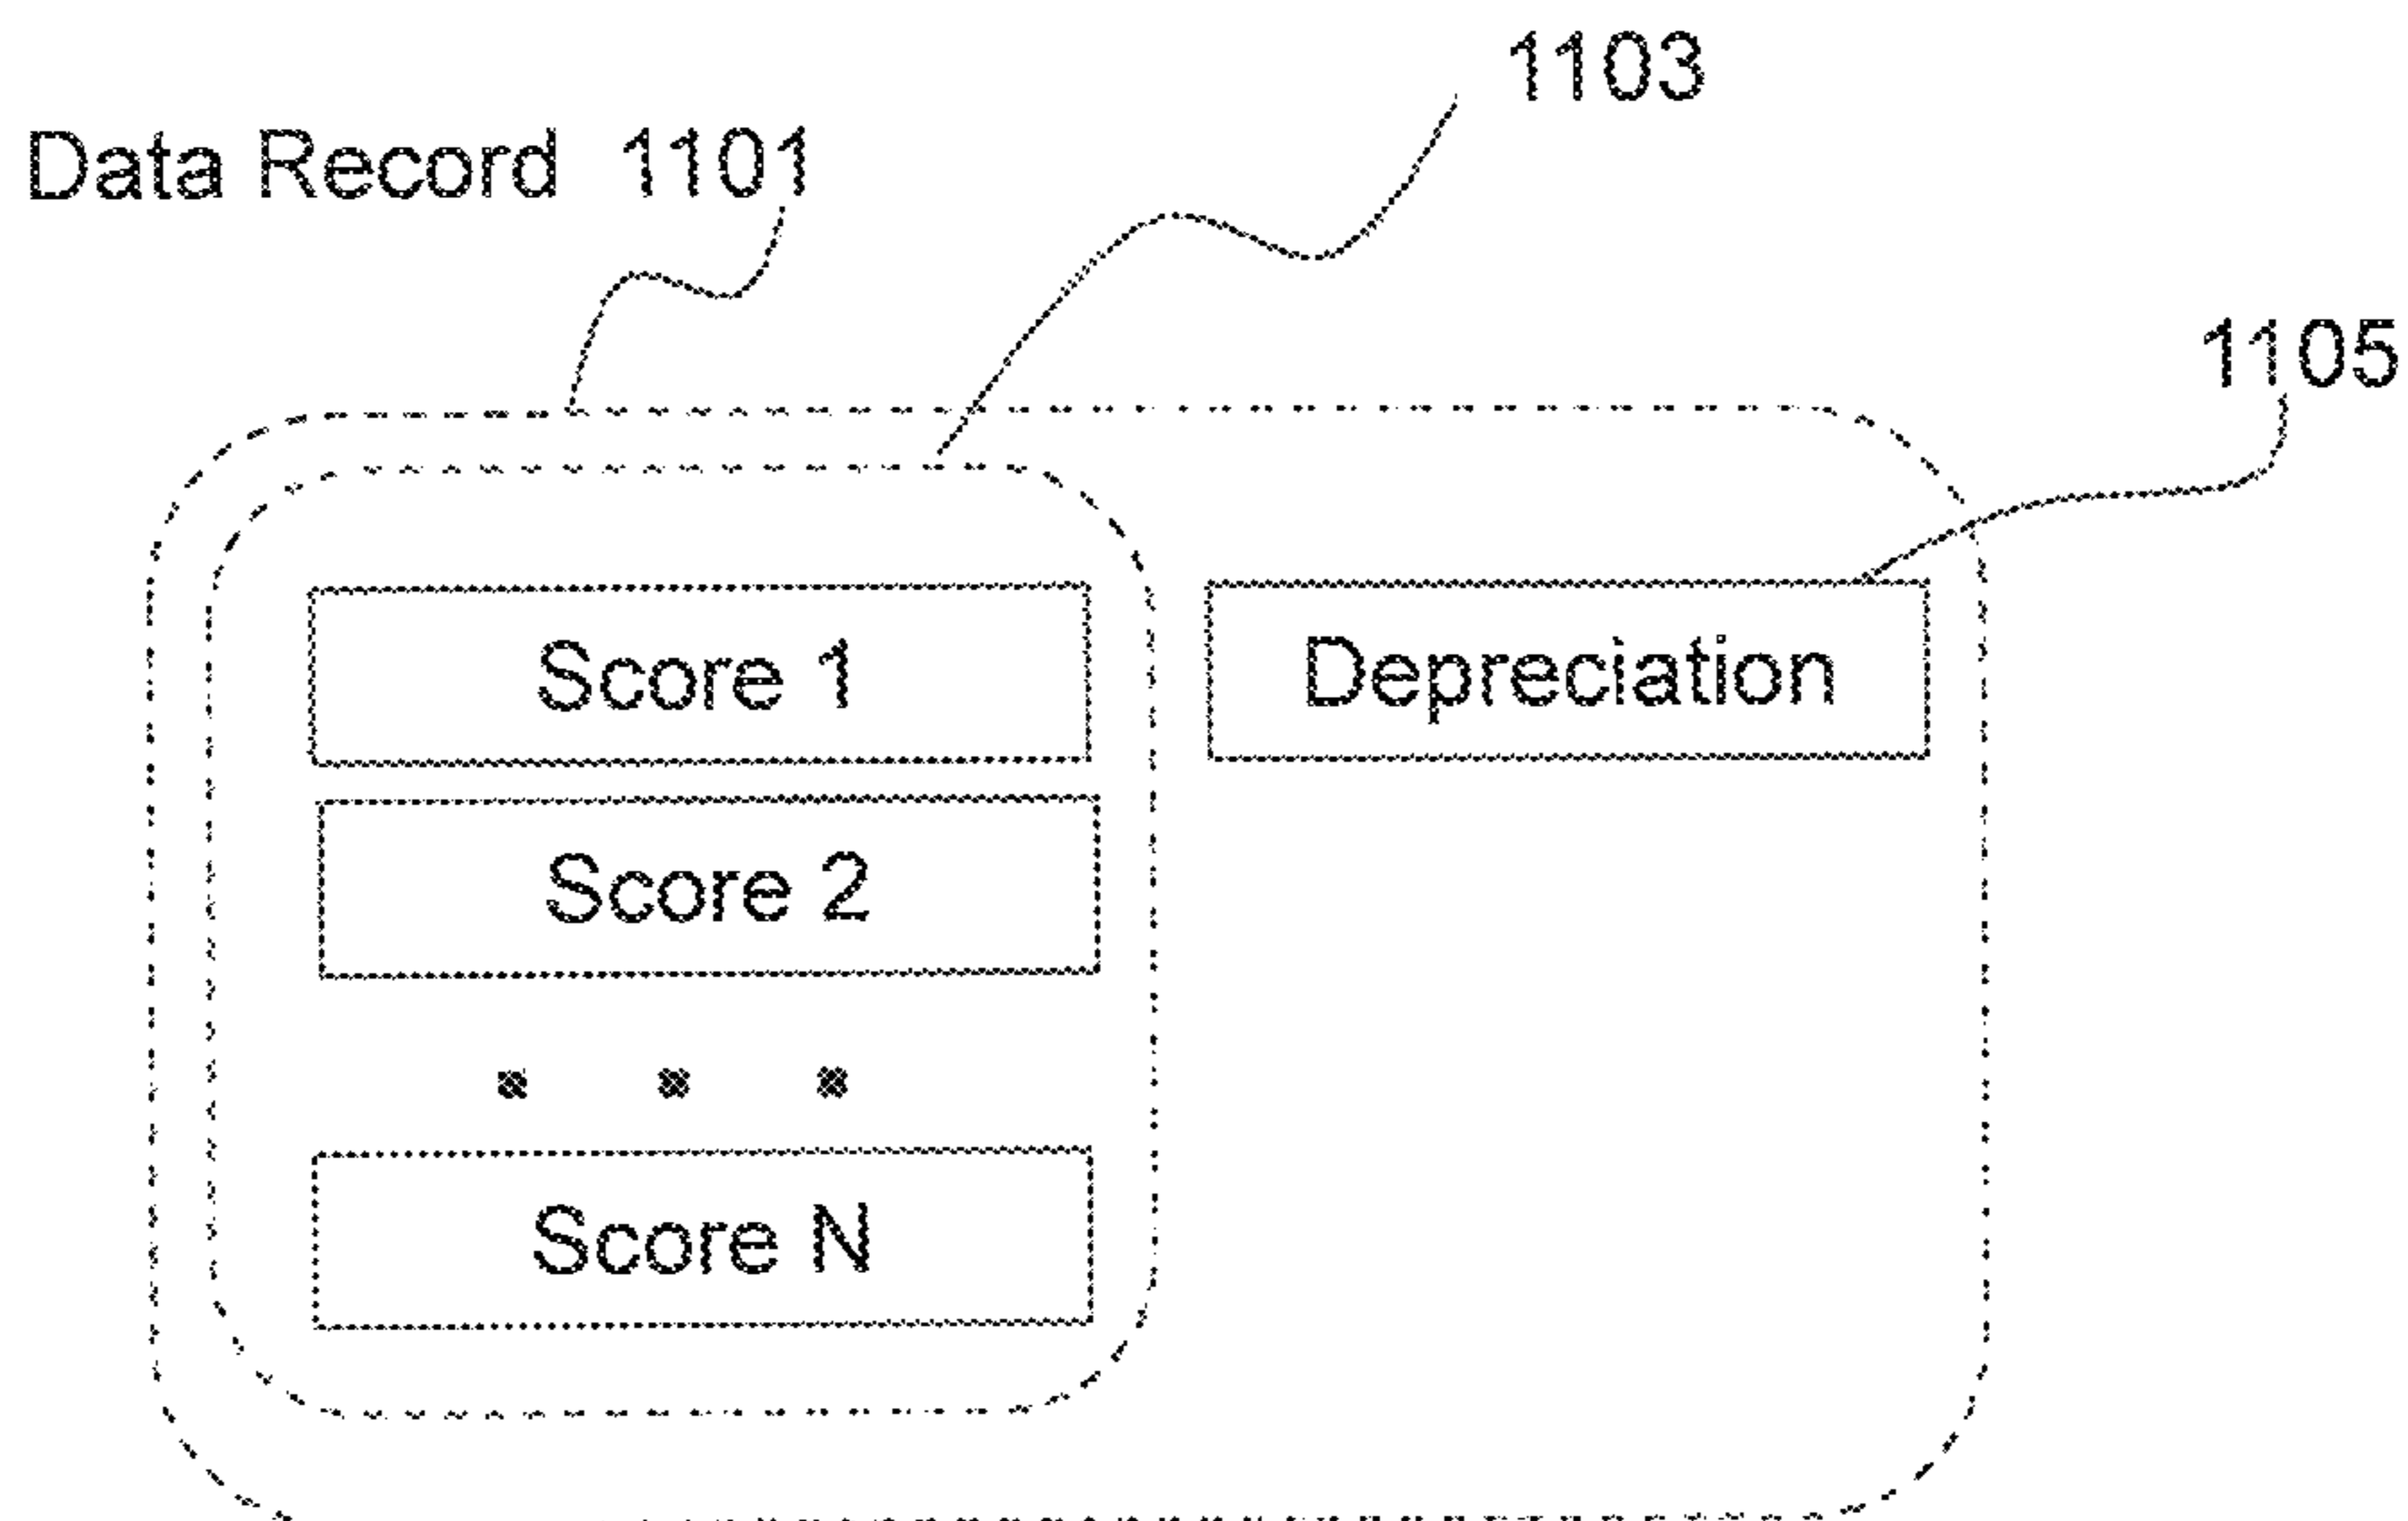 1103
Data Record 1101
1105
Score 1
Depreciation
Score 2
Score N